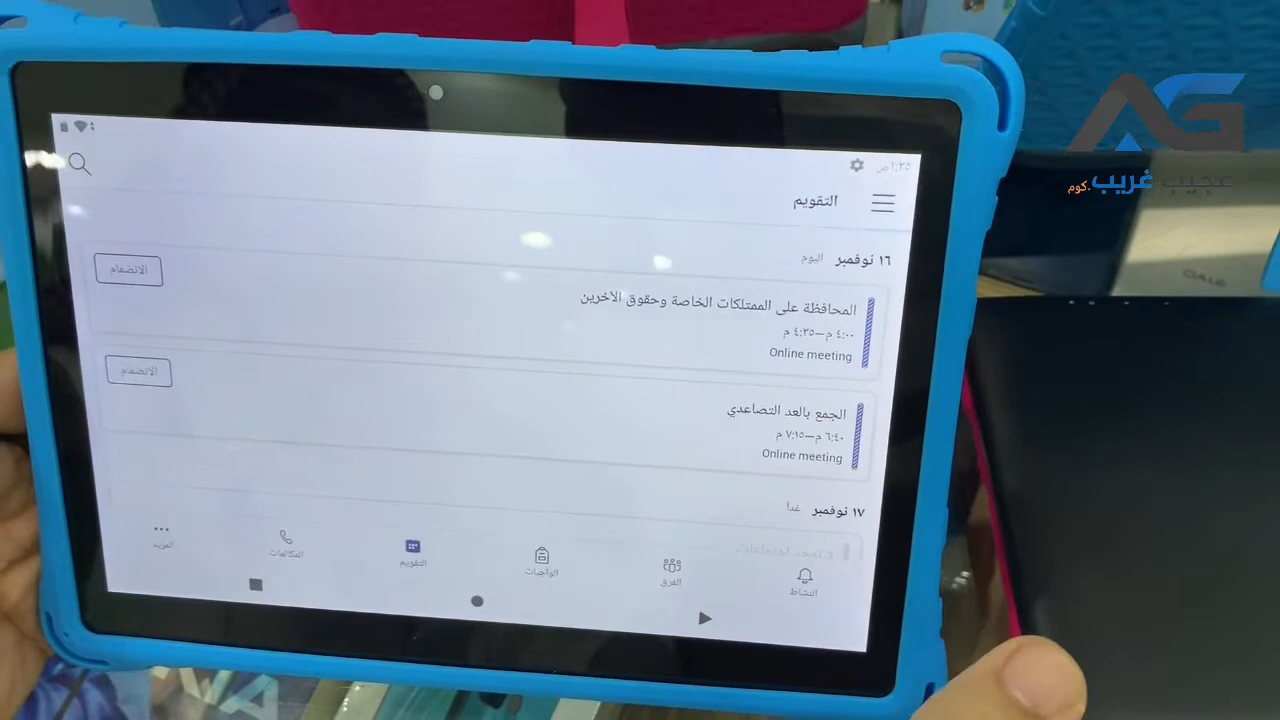 ١:٣٥ص
التقويم
١٦ نوفمبر اليوم
المحافظة على الممتلكات الخاصة وحقوق الآخرين
٤:٠٠ م–٤:٣٥ م
Online meeting
الانضمام
الجمع بالعد التصاعدي
٦:٤٠ م–٧:١٥ م
Online meeting
الانضمام
١٧ نوفمبر غداً
النشاط
الفرق
الواجبات
التقويم
المكالمات
المزيد
AG
عجيب غريب.كوم